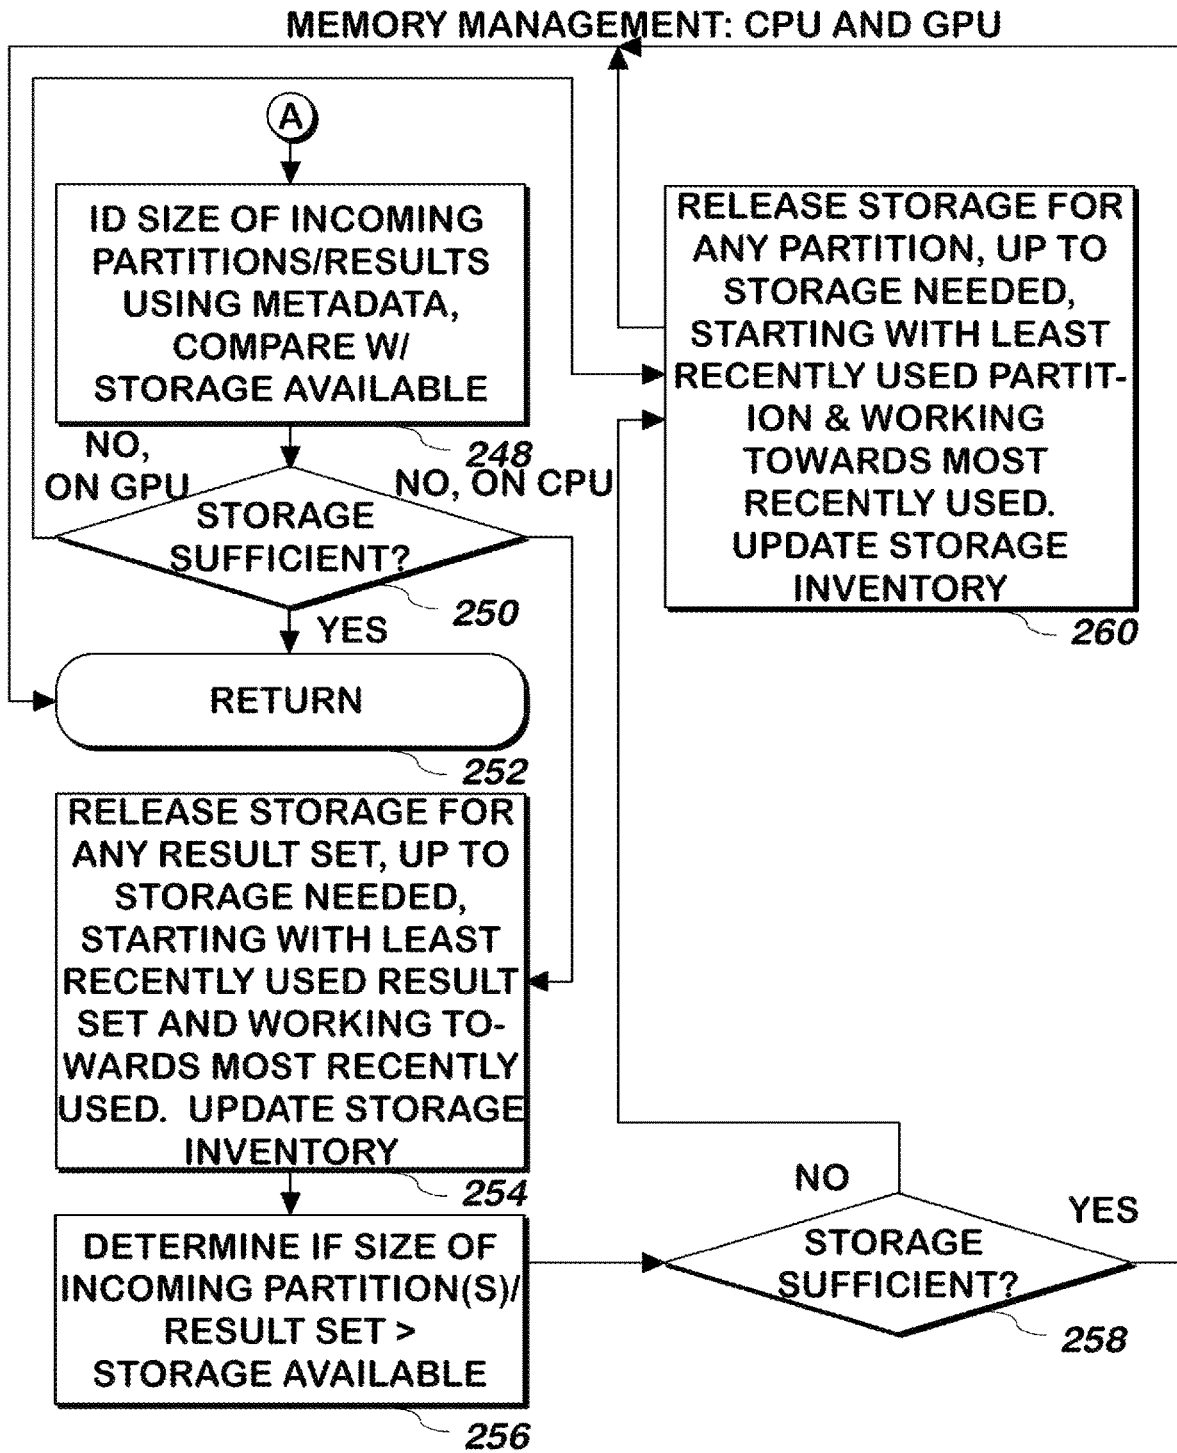 MEMORY MANAGEMENT: CPU AND GPU
A
ID SIZE OF INCOMING
PARTITIONS/RESULTS
USING METADATA,
COMPARE W/
STORAGE AVAILABLE
248
NO,
ON GPU
NO, ON CPU
STORAGE
SUFFICIENT?
250
YES
RETURN
252
RELEASE STORAGE FOR
ANY RESULT SET, UP TO
STORAGE NEEDED,
STARTING WITH LEAST
RECENTLY USED RESULT
SET AND WORKING TO-
WARDS MOST RECENTLY
USED. UPDATE STORAGE
INVENTORY
254
DETERMINE IF SIZE OF
INCOMING PARTITION(S)/
RESULT SET >
STORAGE AVAILABLE
256
RELEASE STORAGE FOR
ANY PARTITION, UP TO
STORAGE NEEDED,
STARTING WITH LEAST
RECENTLY USED PARTIT-
ION & WORKING
TOWARDS MOST
RECENTLY USED.
UPDATE STORAGE
INVENTORY
260
NO
YES
STORAGE
SUFFICIENT?
258